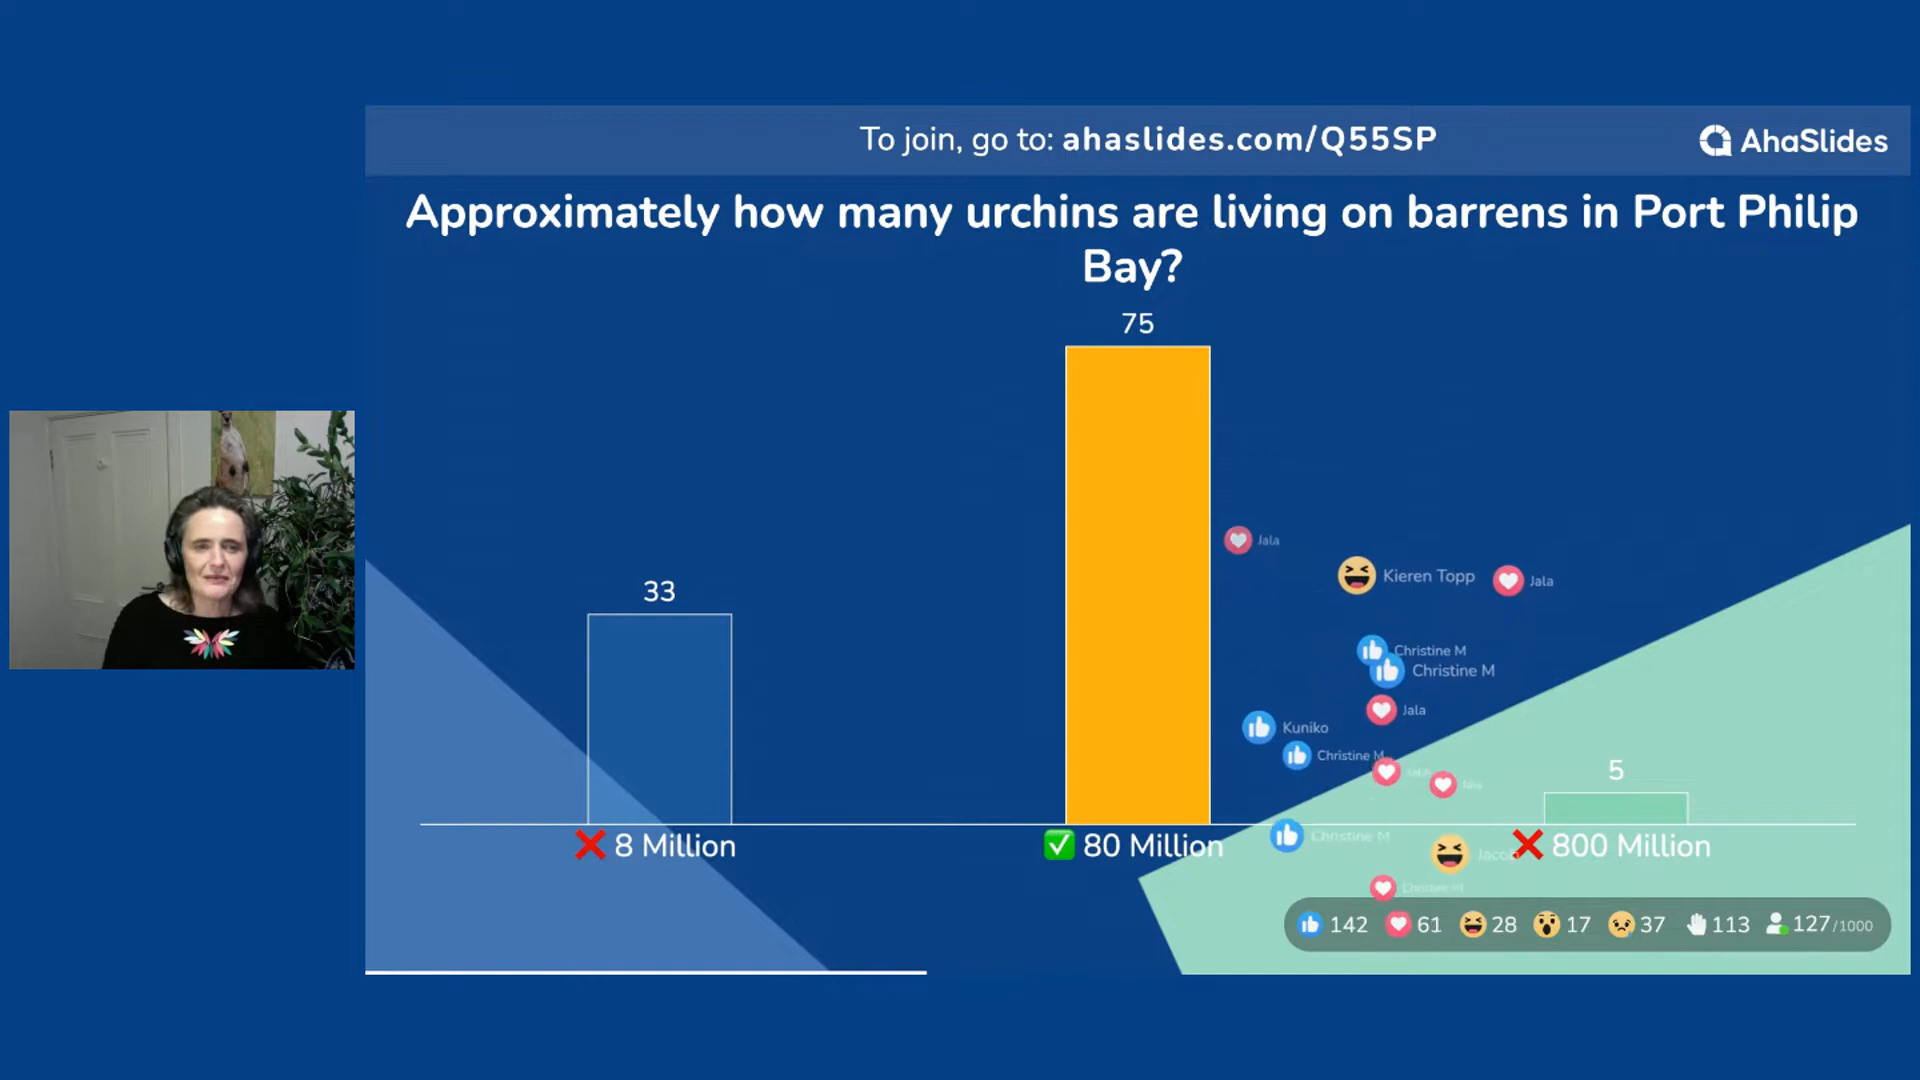 To join, go to: ahaslides.com/Q55SP
AhaSlides
Approximately how many urchins are living on barrens in Port Philip
Bay?
75
Jala
Kieren Topp
Jala
33
Christine M
Christine M
Jala
Kuniko
Christine M
5
Christine M
❌ 8 Million
✅ 80 Million
❌ 800 Million
Christine M
142 61 28 17 37 113 127/1000